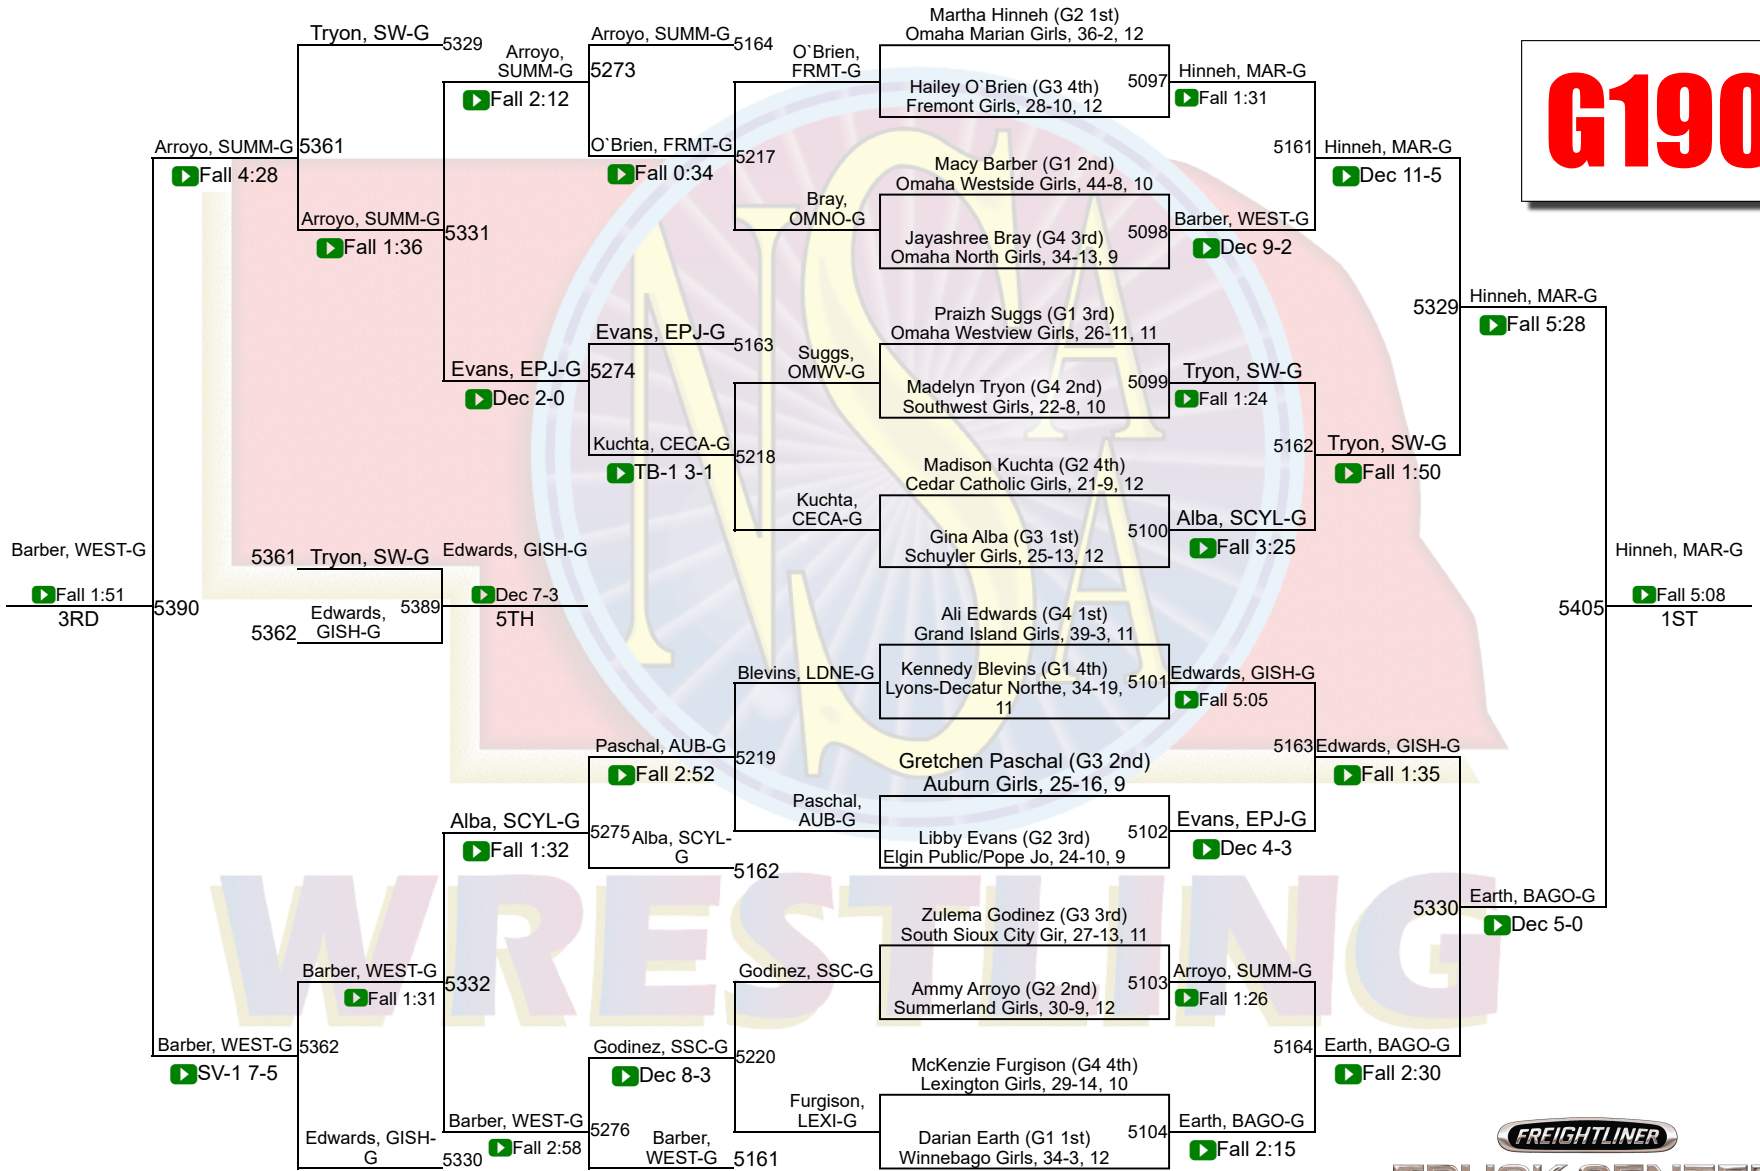 G190
Martha Hinneh (G2 1st)
Omaha Marian Girls, 36-2, 12
Hailey O`Brien (G3 4th)
Fremont Girls, 28-10, 12
5097
Macy Barber (G1 2nd)
Omaha Westside Girls, 44-8, 10
Jayashree Bray (G4 3rd)
Omaha North Girls, 34-13, 9
5098
Praizh Suggs (G1 3rd)
Omaha Westview Girls, 26-11, 11
Madelyn Tryon (G4 2nd)
Southwest Girls, 22-8, 10
5099
Madison Kuchta (G2 4th)
Cedar Catholic Girls, 21-9, 12
Gina Alba (G3 1st)
Schuyler Girls, 25-13, 12
5100
Ali Edwards (G4 1st)
Grand Island Girls, 39-3, 11
Kennedy Blevins (G1 4th)
Lyons-Decatur Northe, 34-19,
11
5101
Gretchen Paschal (G3 2nd)
Auburn Girls, 25-16, 9
Libby Evans (G2 3rd)
Elgin Public/Pope Jo, 24-10, 9
5102
Zulema Godinez (G3 3rd)
South Sioux City Gir, 27-13, 11
Ammy Arroyo (G2 2nd)
Summerland Girls, 30-9, 12
5103
McKenzie Furgison (G4 4th)
Lexington Girls, 29-14, 10
Darian Earth (G1 1st)
Winnebago Girls, 34-3, 12
5104
Hinneh, MAR-G
Fall 1:31
5161
Barber, WEST-G
Dec 9-2
Tryon, SW-G
Fall 1:24
5162
Alba, SCYL-G
Fall 3:25
Edwards, GISH-G
Fall 5:05
5163
Evans, EPJ-G
Dec 4-3
Arroyo, SUMM-G
Fall 1:26
5164
Earth, BAGO-G
Fall 2:15
Hinneh, MAR-G
Dec 11-5
5329
Tryon, SW-G
Fall 1:50
Edwards, GISH-G
Fall 1:35
5330
Earth, BAGO-G
Fall 2:30
Hinneh, MAR-G
Fall 5:28
5405
Earth, BAGO-G
Dec 5-0
Hinneh, MAR-G
Fall 5:08
1ST
O`Brien,
FRMT-G
5217
Bray,
OMNO-G
Suggs,
OMWV-G
5218
Kuchta,
CECA-G
Blevins, LDNE-G
5219
Paschal,
AUB-G
Godinez, SSC-G
5220
Furgison,
LEXI-G
Arroyo, SUMM-G
5164
5273
O`Brien, FRMT-G
Fall 0:34
Evans, EPJ-G
5163
5274
Kuchta, CECA-G
TB-1 3-1
Paschal, AUB-G
Fall 2:52
5275
Alba, SCYL-
G
5162
Godinez, SSC-G
Dec 8-3
5276
Barber,
WEST-G
5161
Arroyo,
SUMM-G
Fall 2:12
5331
Evans, EPJ-G
Dec 2-0
Alba, SCYL-G
Fall 1:32
5332
Barber, WEST-G
Fall 2:58
Tryon, SW-G
5329
5361
Arroyo, SUMM-G
Fall 1:36
Barber, WEST-G
Fall 1:31
5362
Edwards, GISH-
G
5330
Arroyo, SUMM-G
Fall 4:28
5390
Barber, WEST-G
SV-1 7-5
Barber, WEST-G
Fall 1:51
3RD
5361
Tryon, SW-G
5389
5362
Edwards,
GISH-G
Edwards, GISH-G
Dec 7-3
5TH
NSAA
WRESTLING
FREIGHTLINER
TRUCK CENTER